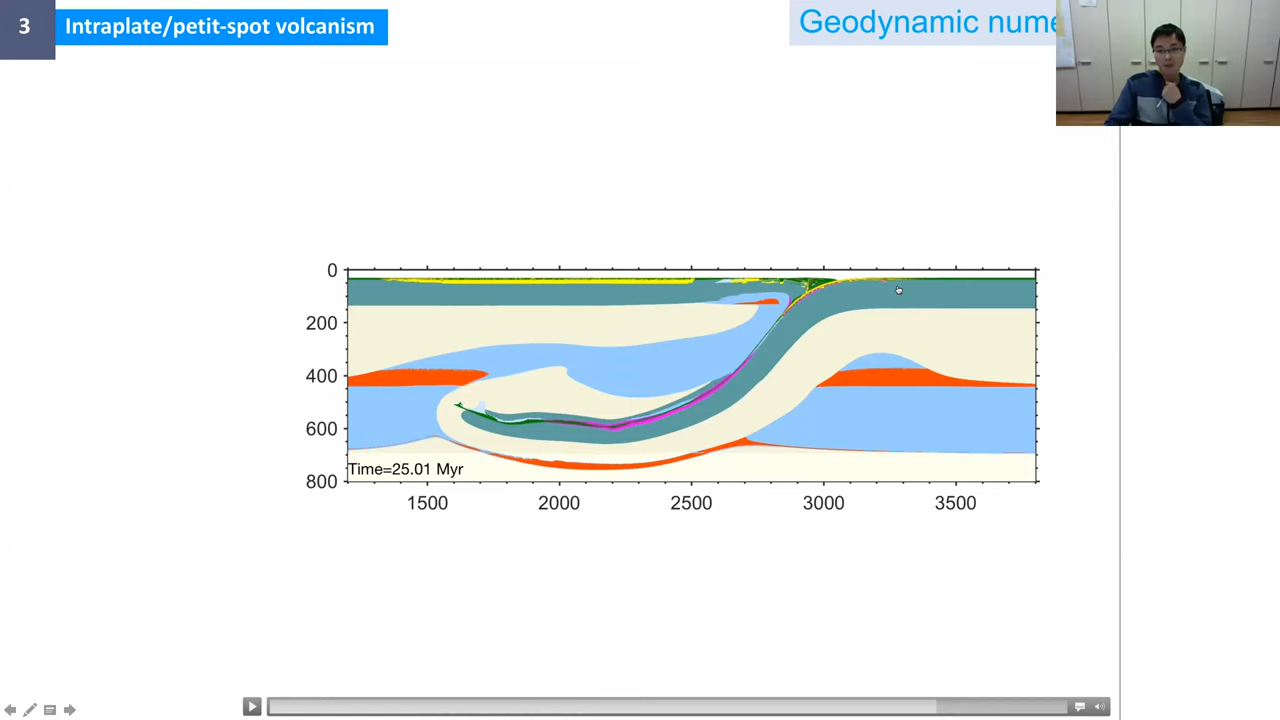 3
Intraplate/petit-spot volcanism
Geodynamic nume
0
200
400
600
800
Time=25.01 Myr
1500 2000 2500 3000 3500